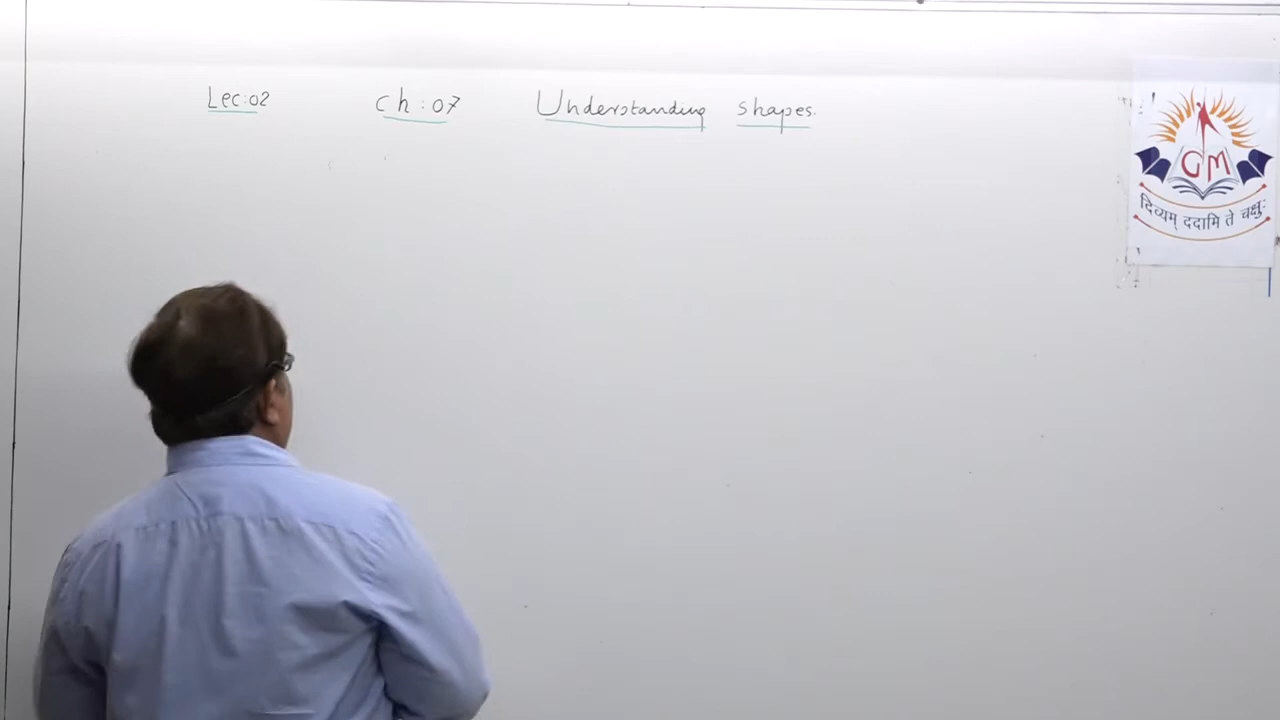 Lec:02 Ch:07 Understanding shapes.
GM
दिव्यम् ददामि ते चक्षुः